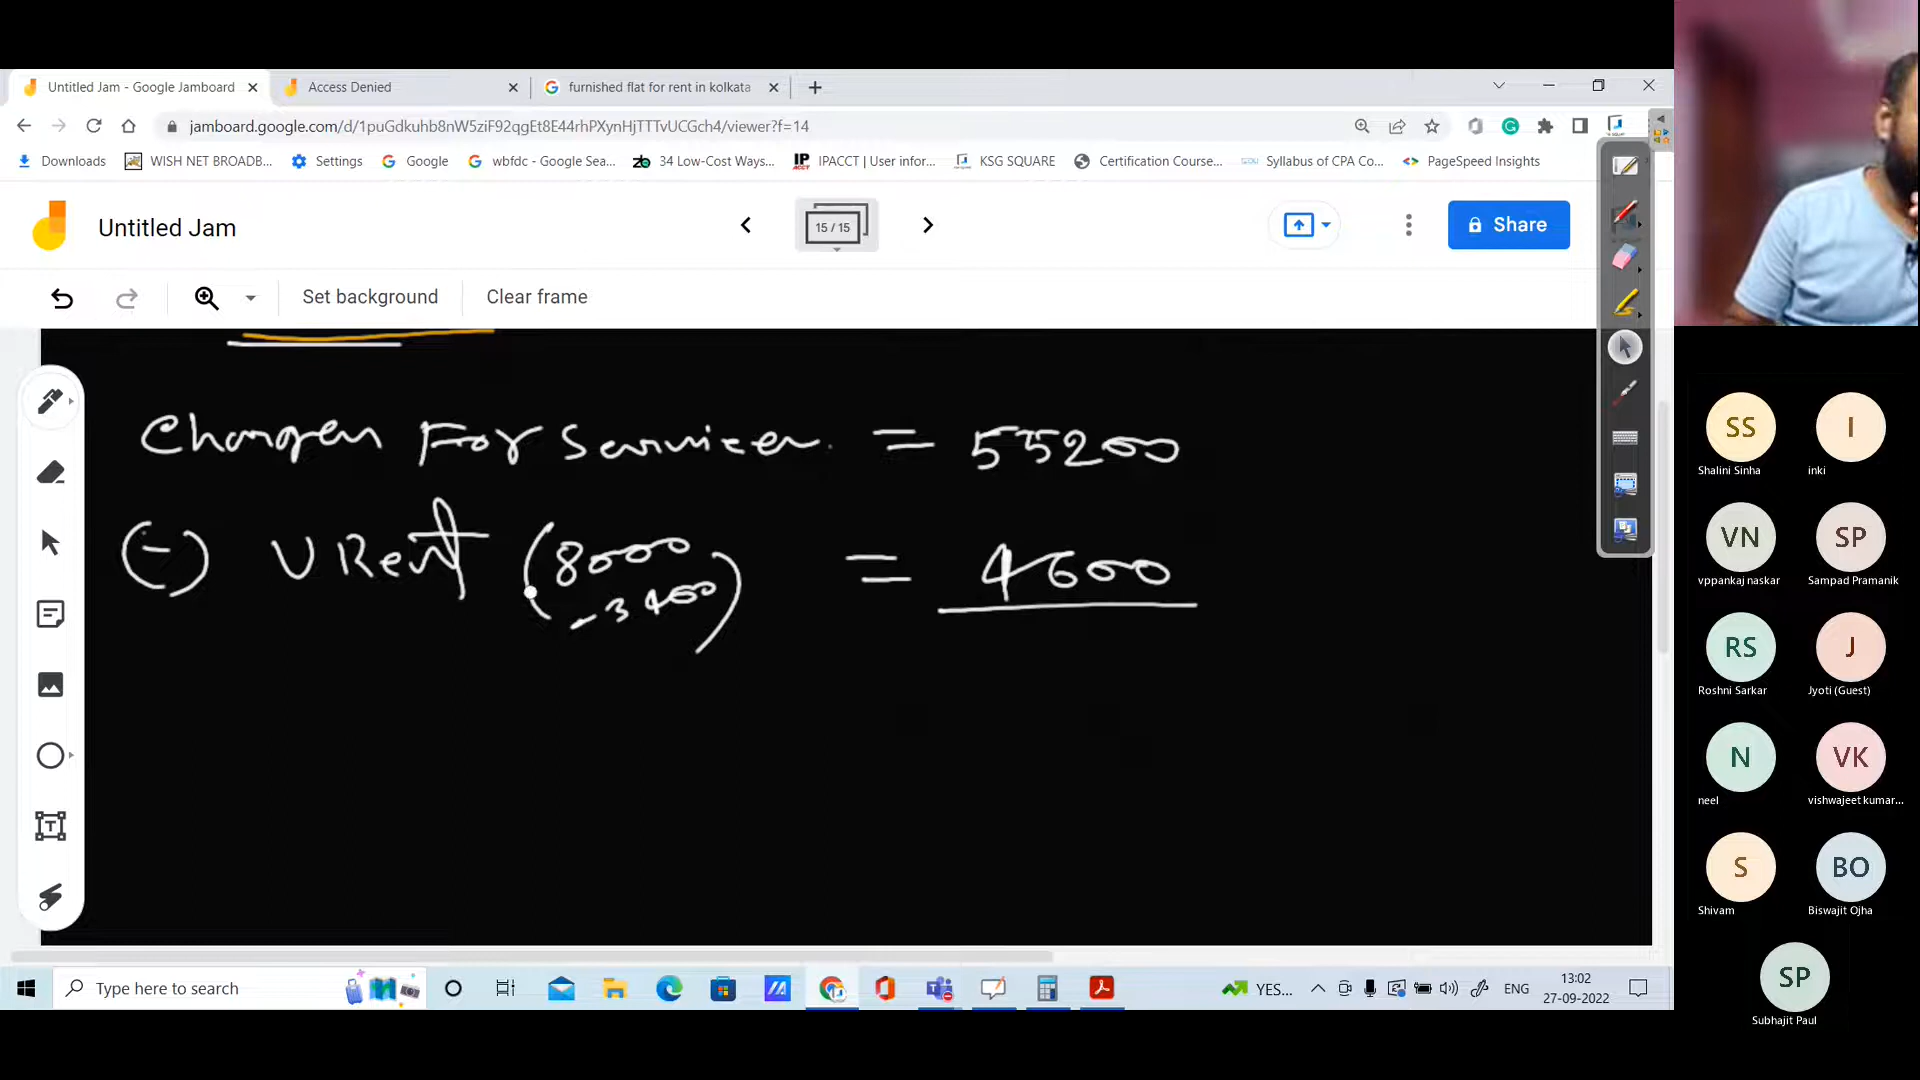 Untitled Jam - Google Jamboard
Access Denied
furnished flat for rent in kolkata
jamboard.google.com/d/1puGdkuhb8nW5ziF92qgEt8E44rhPXynHjTTTvUCGch4/viewer?f=14
Downloads
WISH NET BROADB...
Settings
Google
wbfdc - Google Sea...
34 Low-Cost Ways...
IPACCT | User infor...
KSG SQUARE
Certification Course...
Syllabus of CPA Co...
PageSpeed Insights
Untitled Jam
15 / 15
Share
Set background
Clear frame
Charges For Services. = 55200
(-) V Rent (8000 = 4600
-3400)
SS
Shalini Sinha
I
inki
VN
vppankaj naskar
SP
Sampad Pramanik
RS
Roshni Sarkar
J
Jyoti (Guest)
N
neel
VK
vishwajeet kumar...
S
Shivam
BO
Biswajit Ojha
SP
Subhajit Paul
Type here to search
YES...
ENG
13:02
27-09-2022